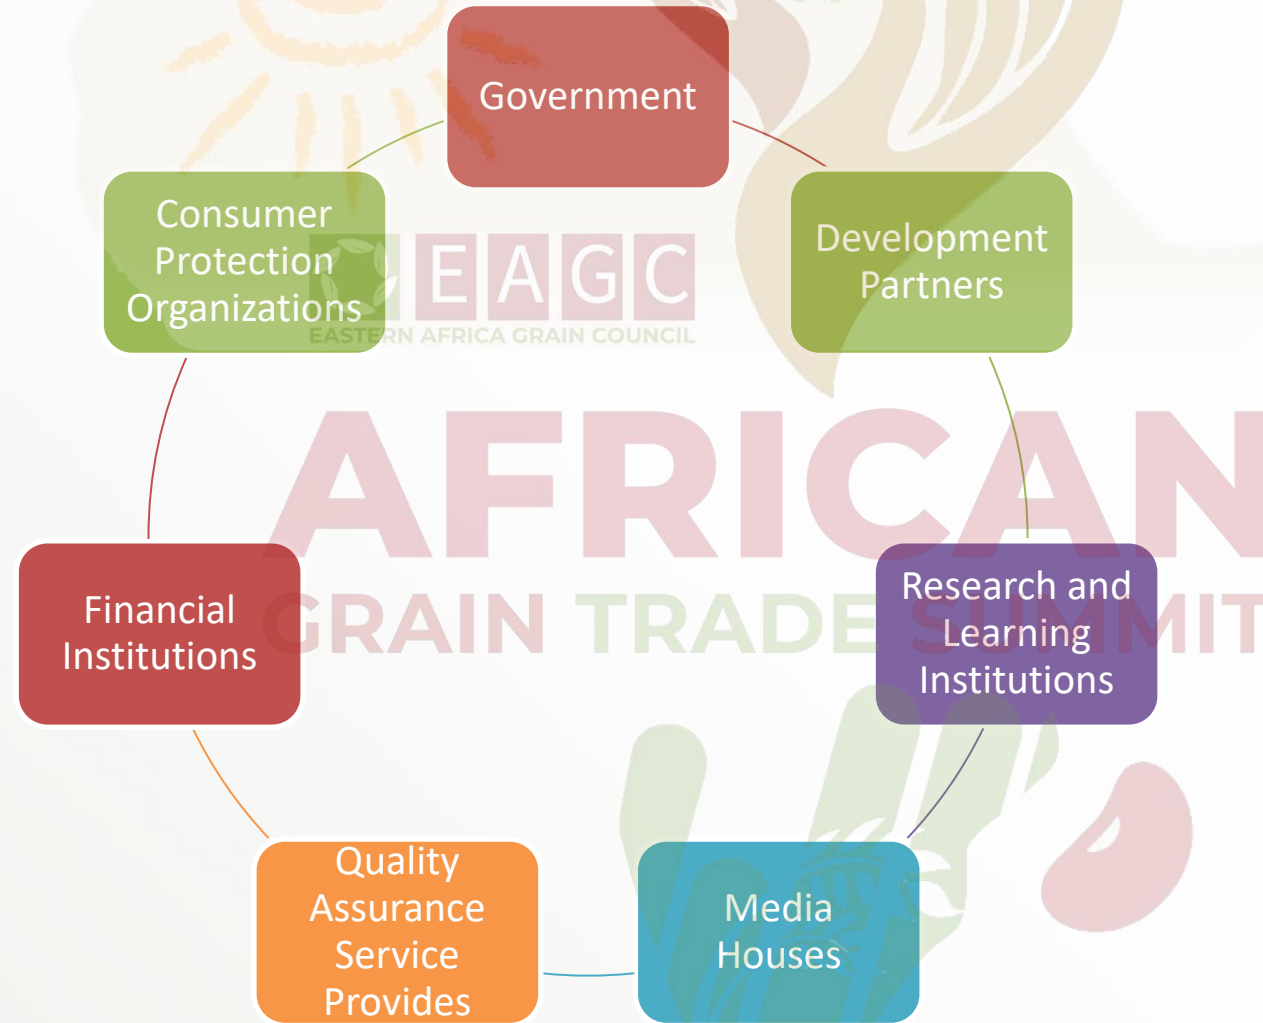 Government
Development
Partners
Research and
Learning
Institutions
Media
Houses
Quality
Assurance
Service
Provides
Financial
Institutions
Consumer
Protection
Organizations
EAGC
EASTERN AFRICA GRAIN COUNCIL
AFRICAN
GRAIN TRADE SUMMIT